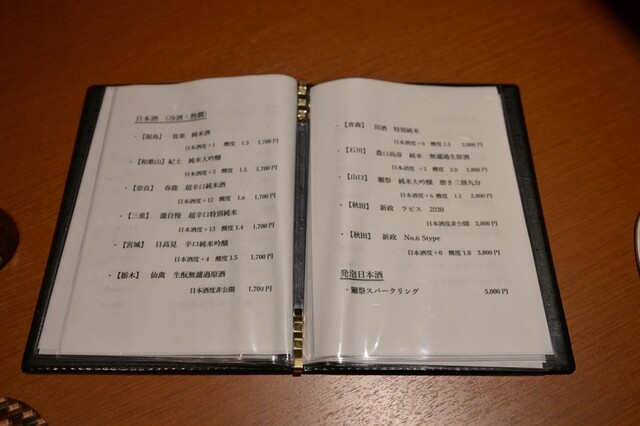 日本酒 （冷酒・熱燗）
・【福島】 寫楽 純米酒
日本酒度+1 酸度 1.3 1,700円
・【和歌山】紀土 純米大吟醸
日本酒度+3 酸度 1.5 1,700円
・【奈良】 春鹿 超辛口純米酒
日本酒度+12 酸度 1.6 1,700円
・【三重】 瀧自慢 超辛口特別純米
日本酒度+13 酸度 1.4 1,700円
・【宮城】 日高見 辛口純米吟醸
日本酒度+4 酸度 1.5 1,700円
・【栃木】 仙禽 生酛無濾過原酒
日本酒度非公開 1,700円
・【青森】 田酒 特別純米
日本酒度+0 酸度 1.5 2,000円
・【石川】 農口尚彦 純米 無濾過生原酒
日本酒度 +5 酸度 2.0 2,800円
・【山口】 獺祭 純米大吟醸 磨き三割九分
日本酒度+6 酸度 1.3 2,800円
・【秋田】 新政 ラピス 2020
日本酒度非公開 2,800円
・【秋田】 新政 No.6 Stype
日本酒度+0 酸度 1.8 3,800円
発泡日本酒
・獺祭スパークリング 5,000円